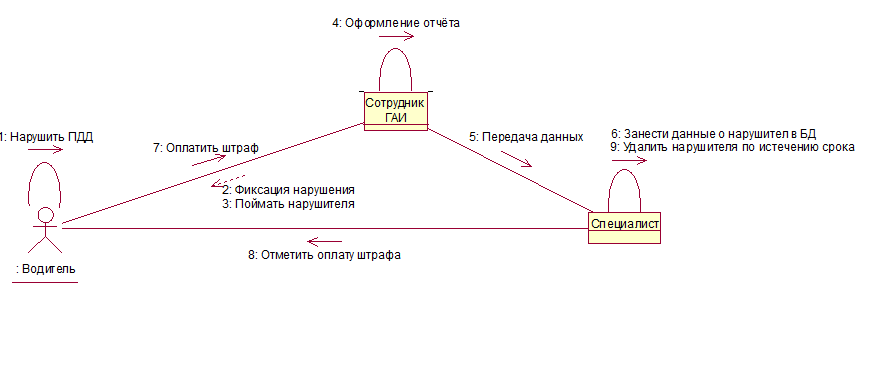 4: Оформление отчёта
Сотрудник
ГАИ
1: Нарушить ПДД
7: Оплатить штраф
5: Передача данных
6: Занести данные о нарушител в БД
9: Удалить нарушителя по истечению срока
2: Фиксация нарушения
3: Поймать нарушителя
Специалист
8: Отметить оплату штрафа
: Водитель